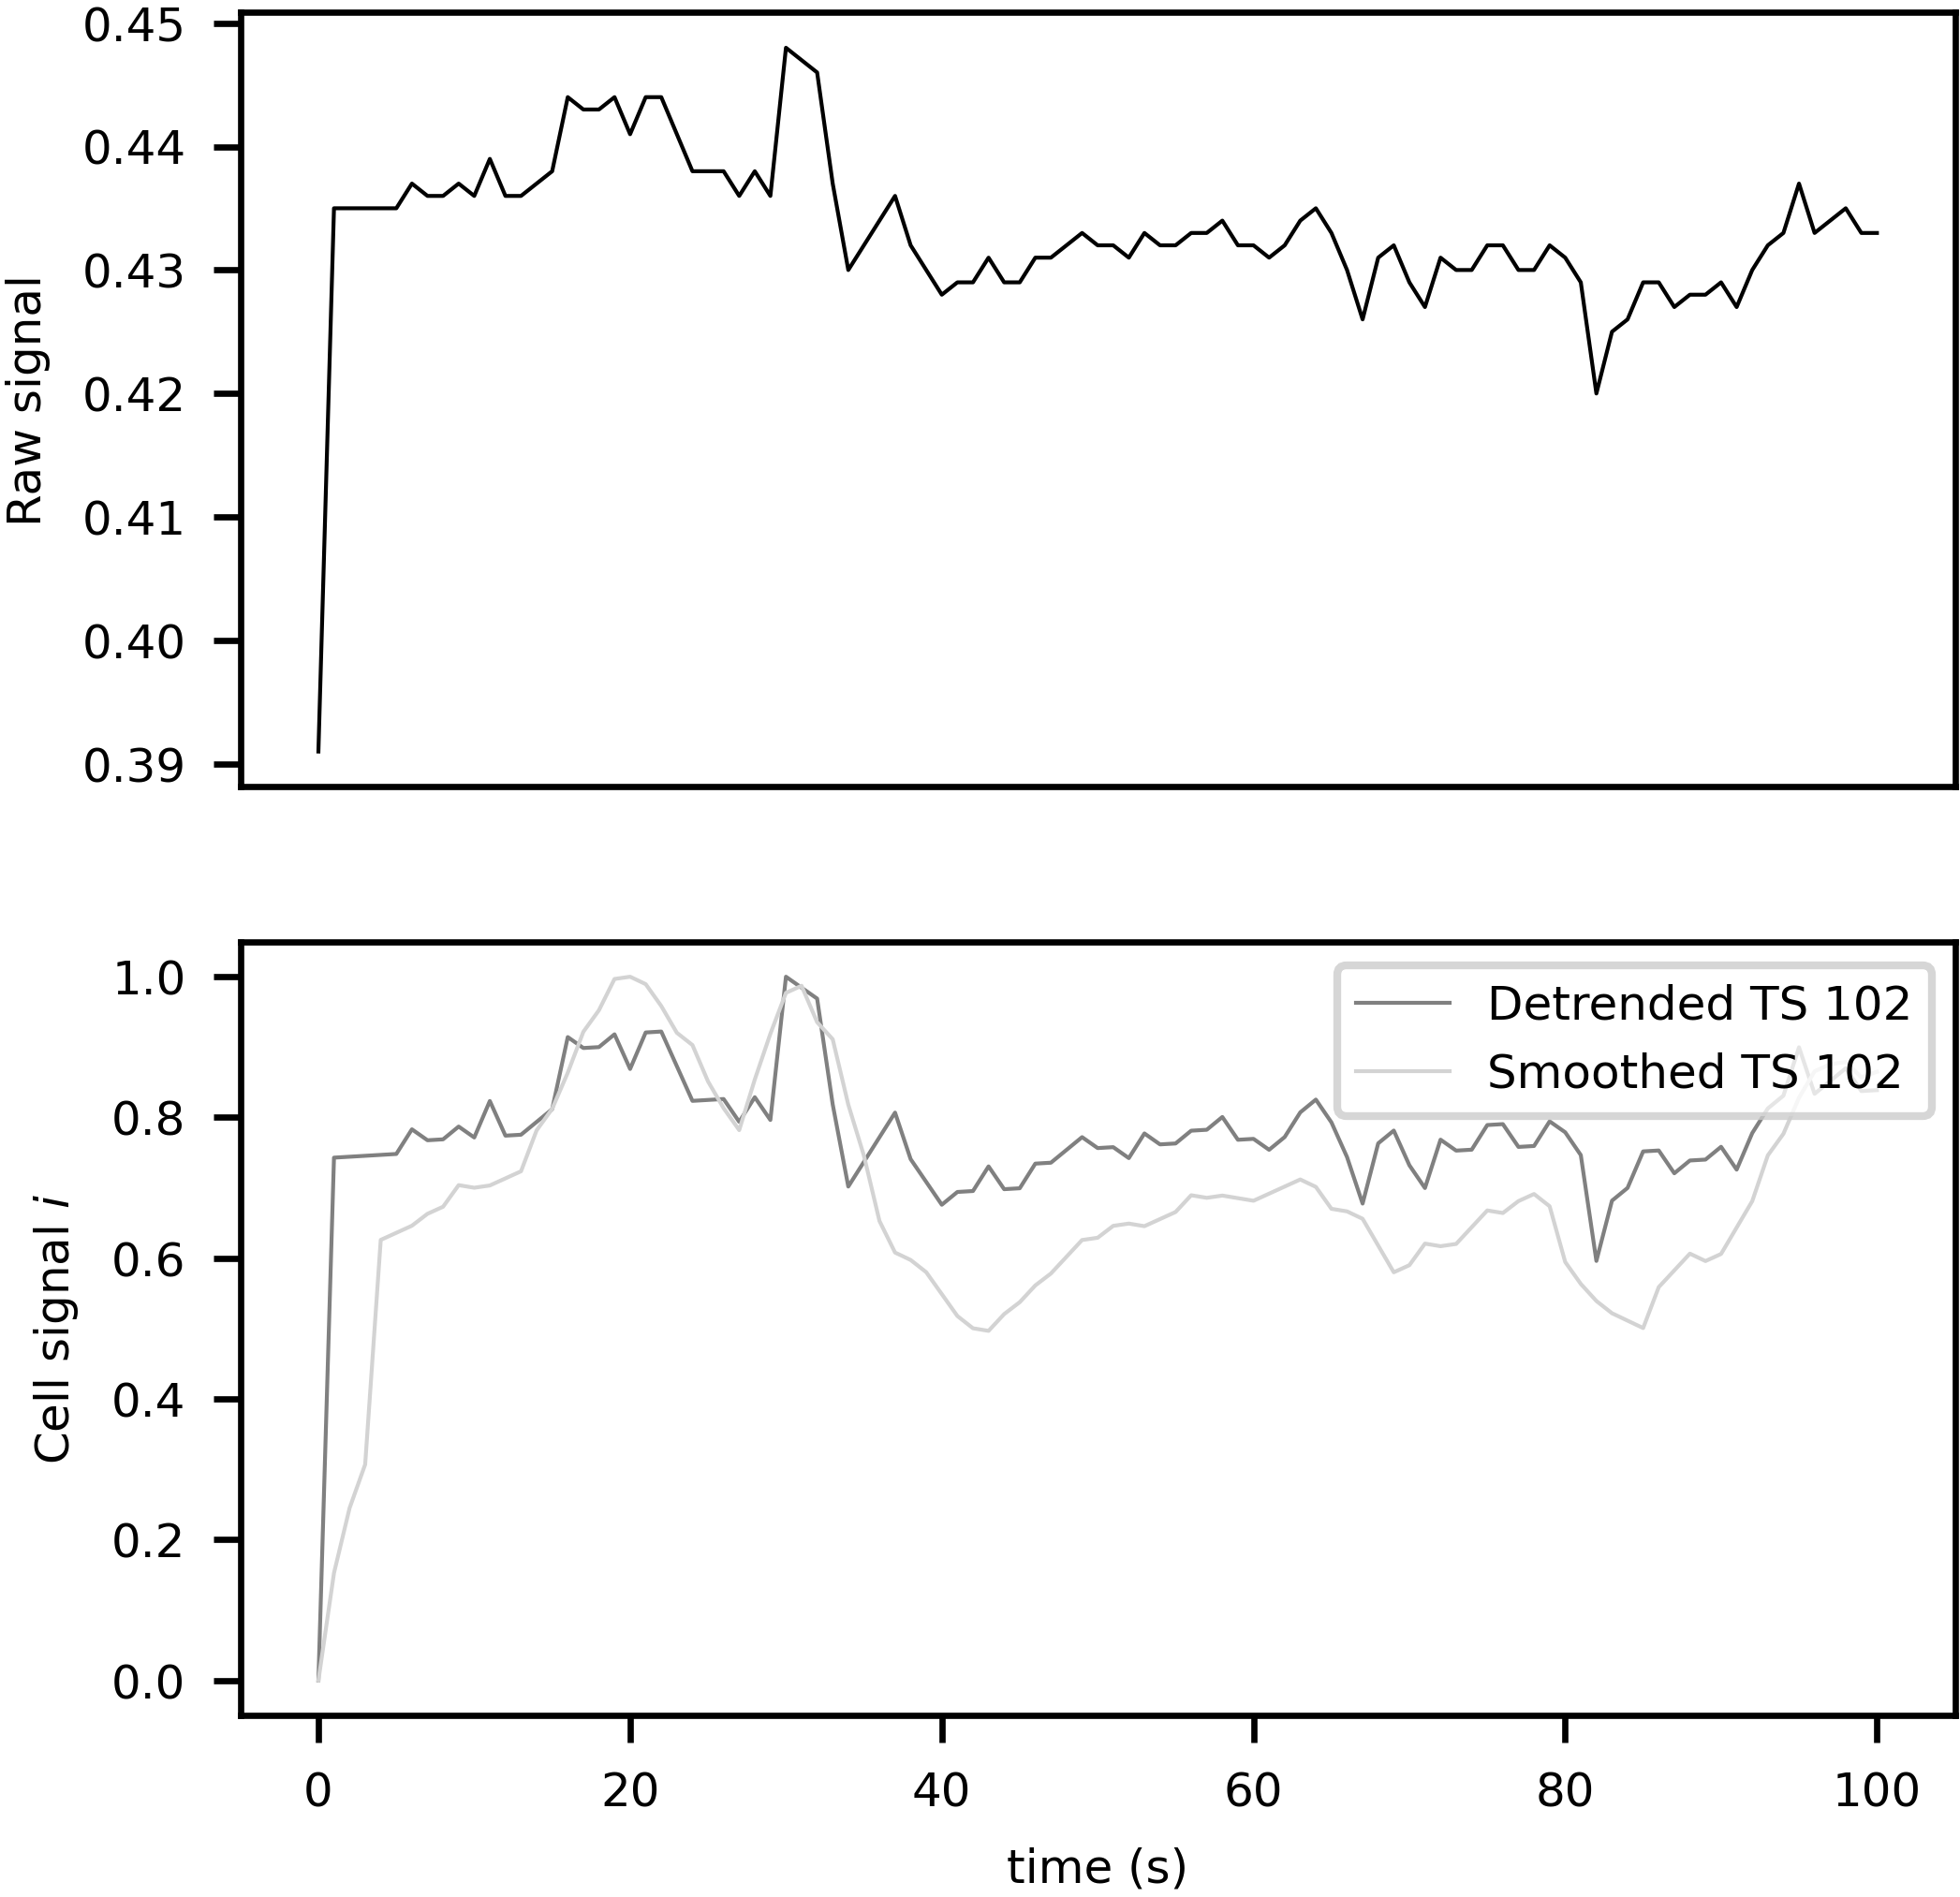 0.45
0.44
0.43
0.42
0.41
0.40
0.39
Raw signal
1.0
0.8
0.6
0.4
0.2
0.0
Cell signal i
Detrended TS 102
Smoothed TS 102
0 20 40 60 80 100
time (s)